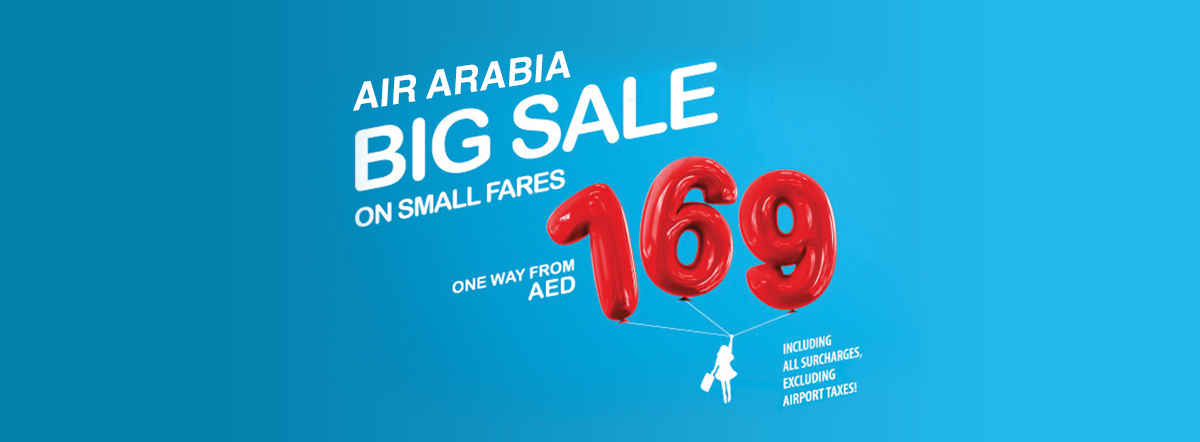 AIR ARABIA
BIG SALE
ON SMALL FARES
ONE WAY FROM
AED
169
INCLUDING
ALL SURCHARGES,
EXCLUDING
AIRPORT TAXES!